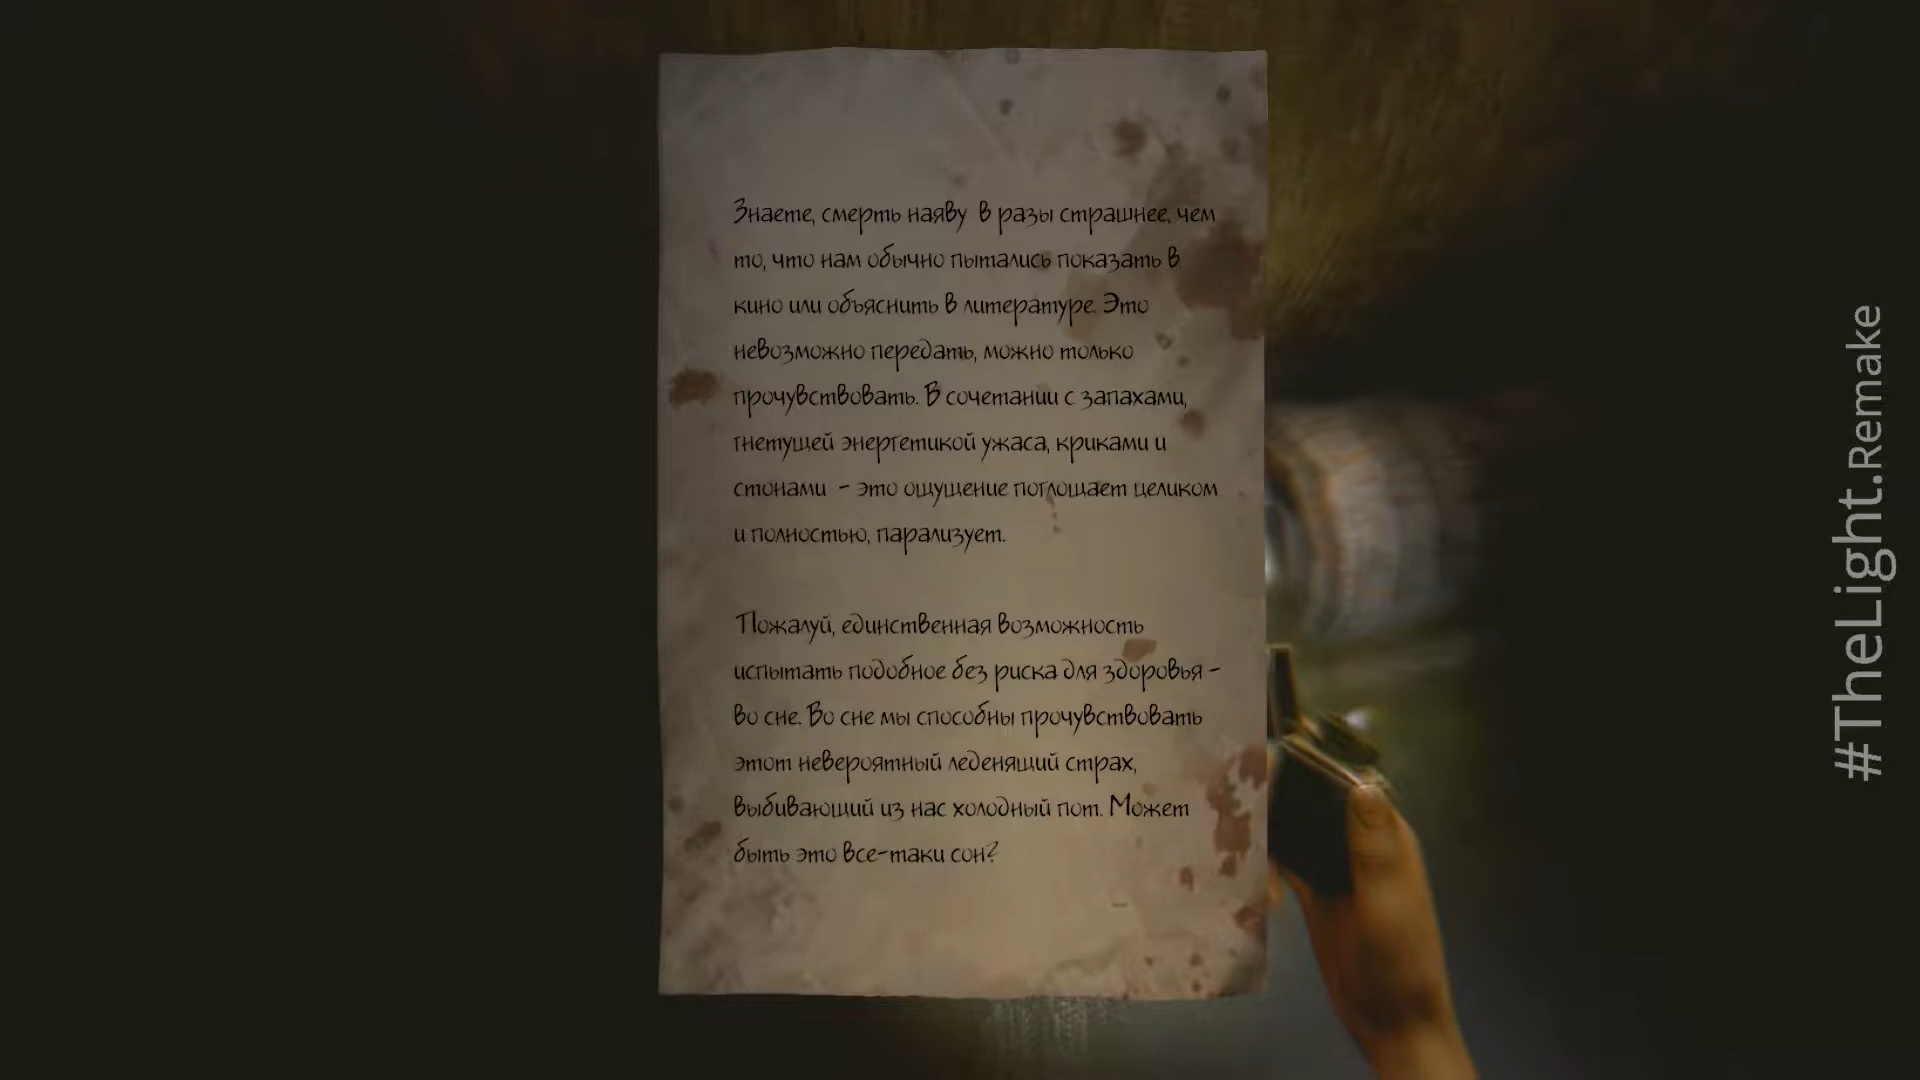 Знаете, смерть наяву в разы страшнее, чем
то, что нам обычно пытались показать в
кино или объяснить в литературе. Это
невозможно передать, можно только
прочувствовать. В сочетании с запахами,
гнетущей энергетикой ужаса, криками и
стонами - это ощущение поглощает целиком
и полностью, парализует.
Пожалуй, единственная возможность
испытать подобное без риска для здоровья -
во сне. Во сне мы способны прочувствовать
этот невероятный леденящий страх,
выбивающий из нас холодный пот. Может
быть это все-таки сон?
#TheLight.Remake